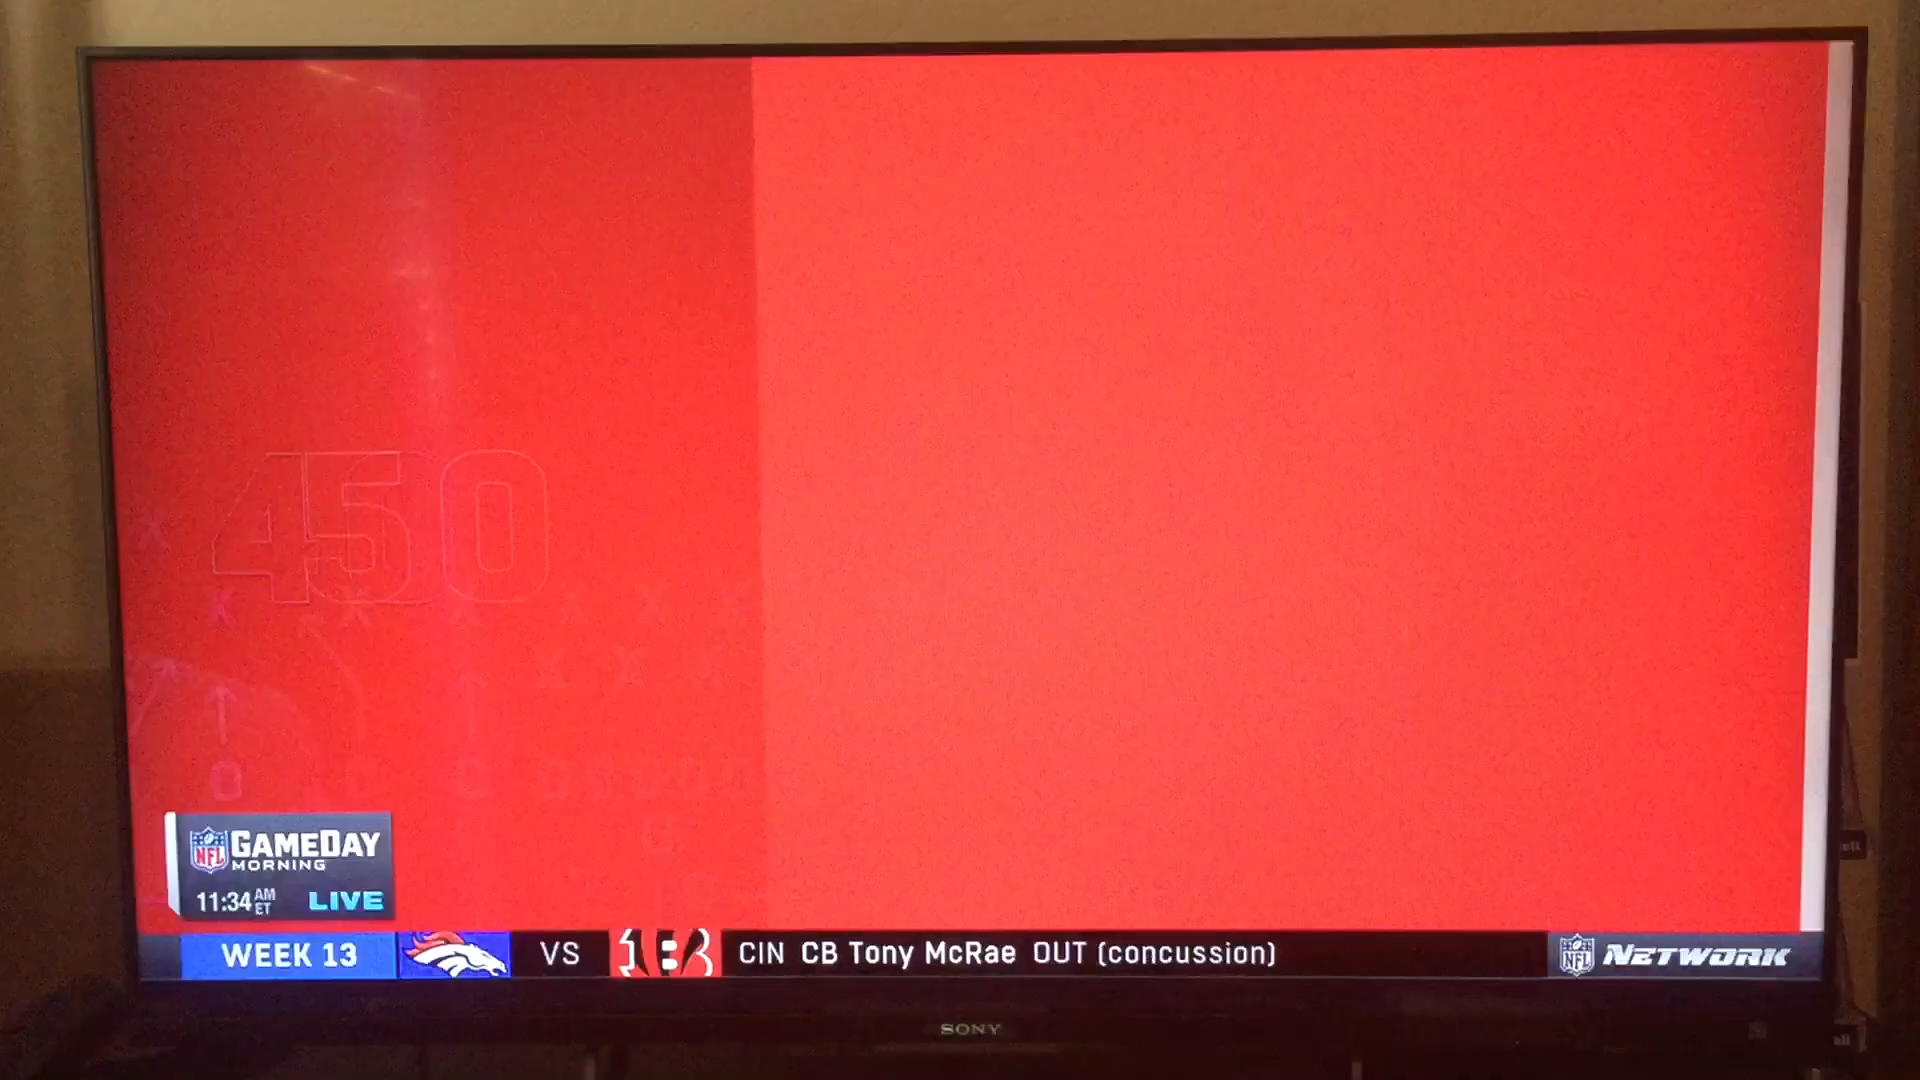 450
NFL GAMEDAY
MORNING
11:34 AM ET LIVE
WEEK 13 VS CIN CB Tony McRae OUT (concussion) NFL NETWORK
SONY